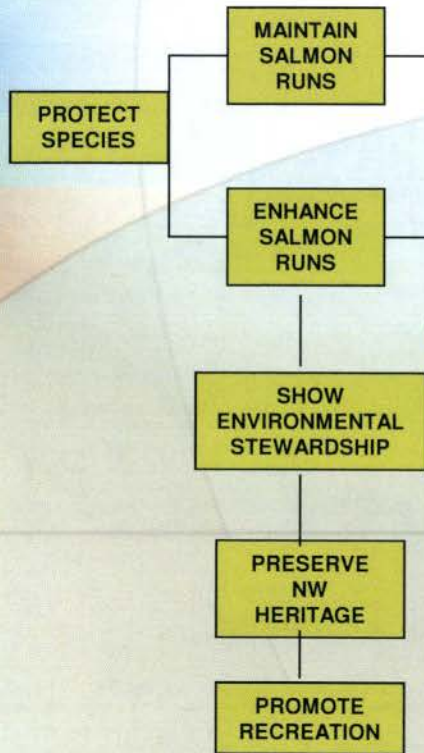 MAINTAIN
SALMON
RUNS
PROTECT
SPECIES
ENHANCE
SALMON
RUNS
SHOW
ENVIRONMENTAL
STEWARDSHIP
PRESERVE
NW
HERITAGE
PROMOTE
RECREATION